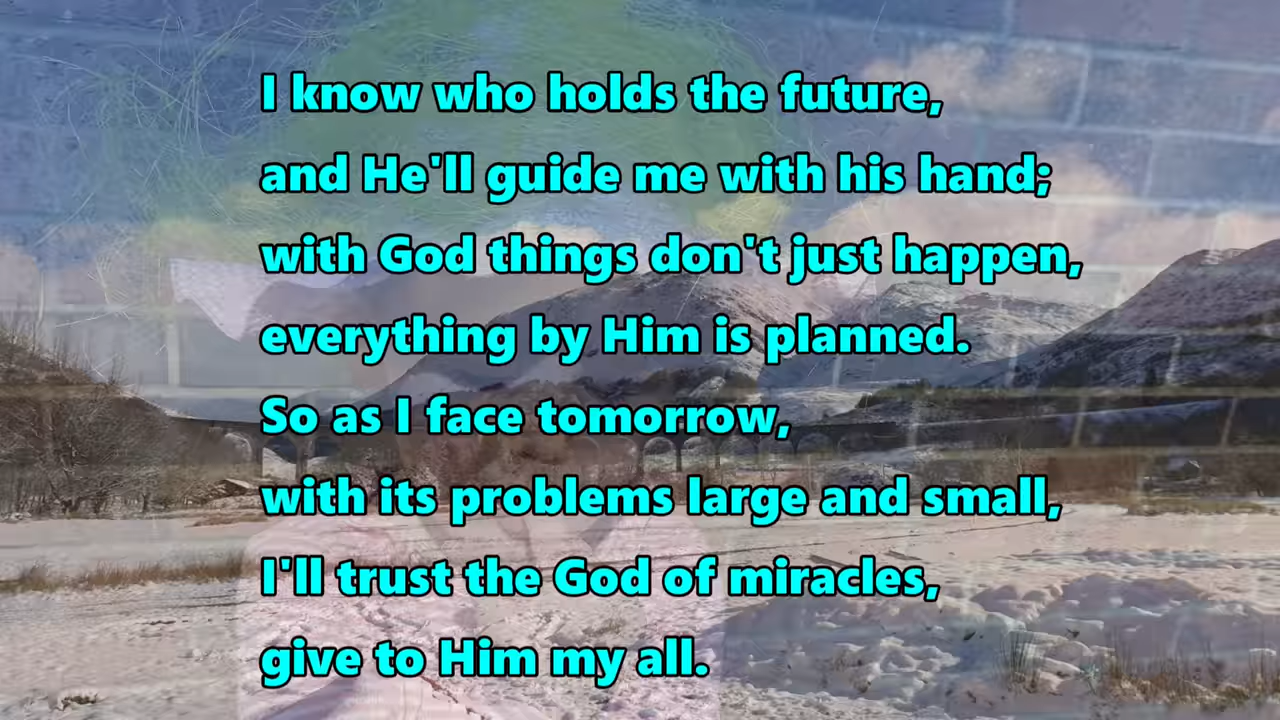 I know who holds the future,
and He'll guide me with his hand;
with God things don't just happen,
everything by Him is planned.
So as I face tomorrow,
with its problems large and small,
I'll trust the God of miracles,
give to Him my all.